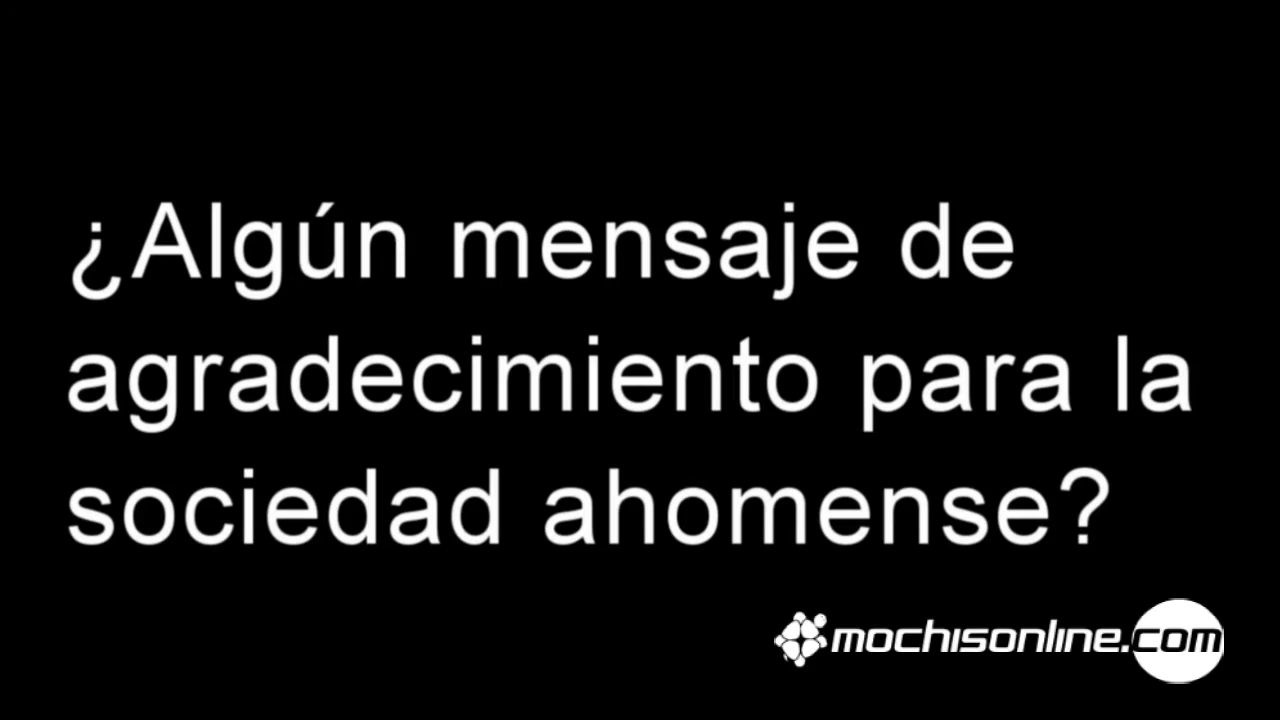 ¿Algún mensaje de
agradecimiento para la
sociedad ahomense?
mochisonline.com